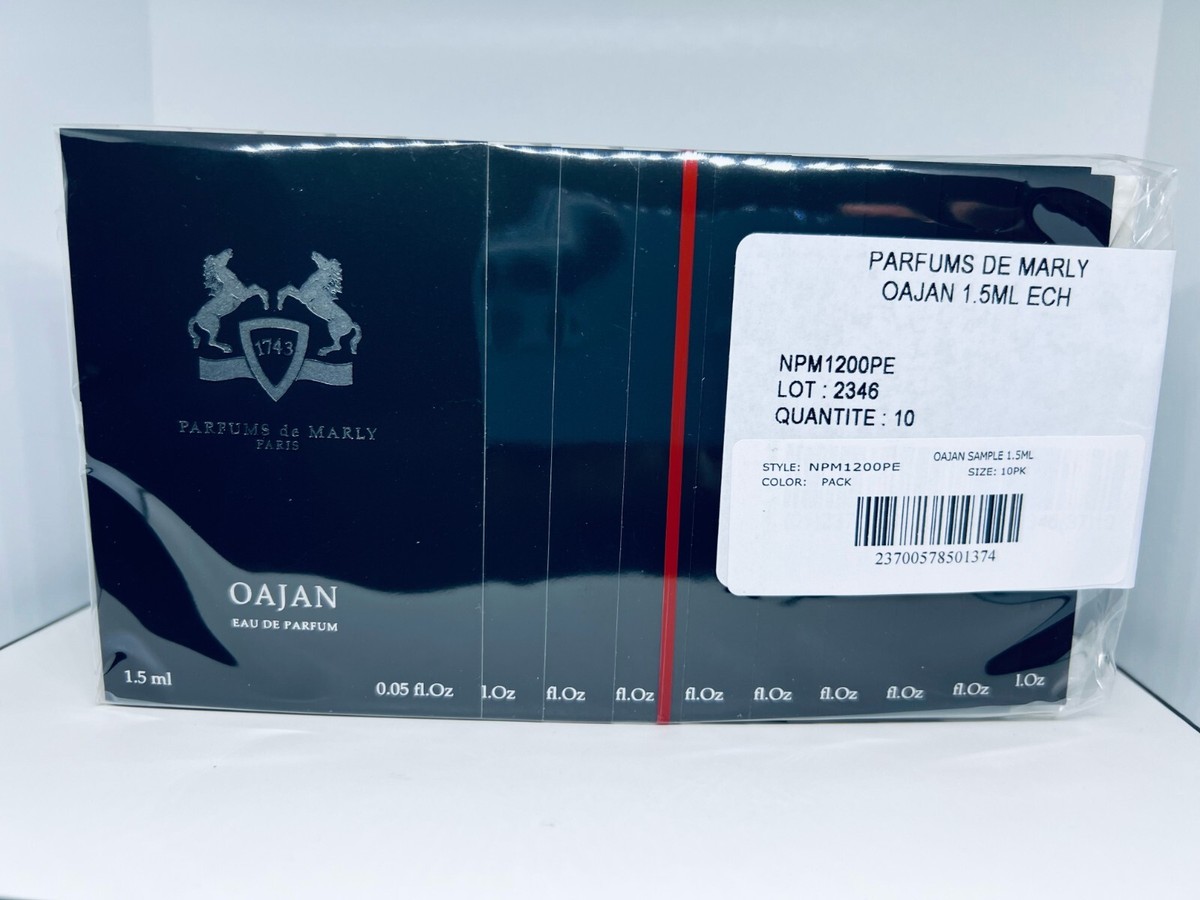 1743
PARFUMS de MARLY
PARIS
OAJAN
EAU DE PARFUM
1.5 ml
0.05 fl.Oz l.Oz fl.Oz fl.Oz fl.Oz fl.Oz fl.Oz fl.Oz fl.Oz l.Oz
PARFUMS DE MARLY
OAJAN 1.5ML ECH
NPM1200PE
LOT : 2346
QUANTITE : 10
OAJAN SAMPLE 1.5ML
STYLE: NPM1200PE SIZE: 10PK
COLOR: PACK
23700578501374